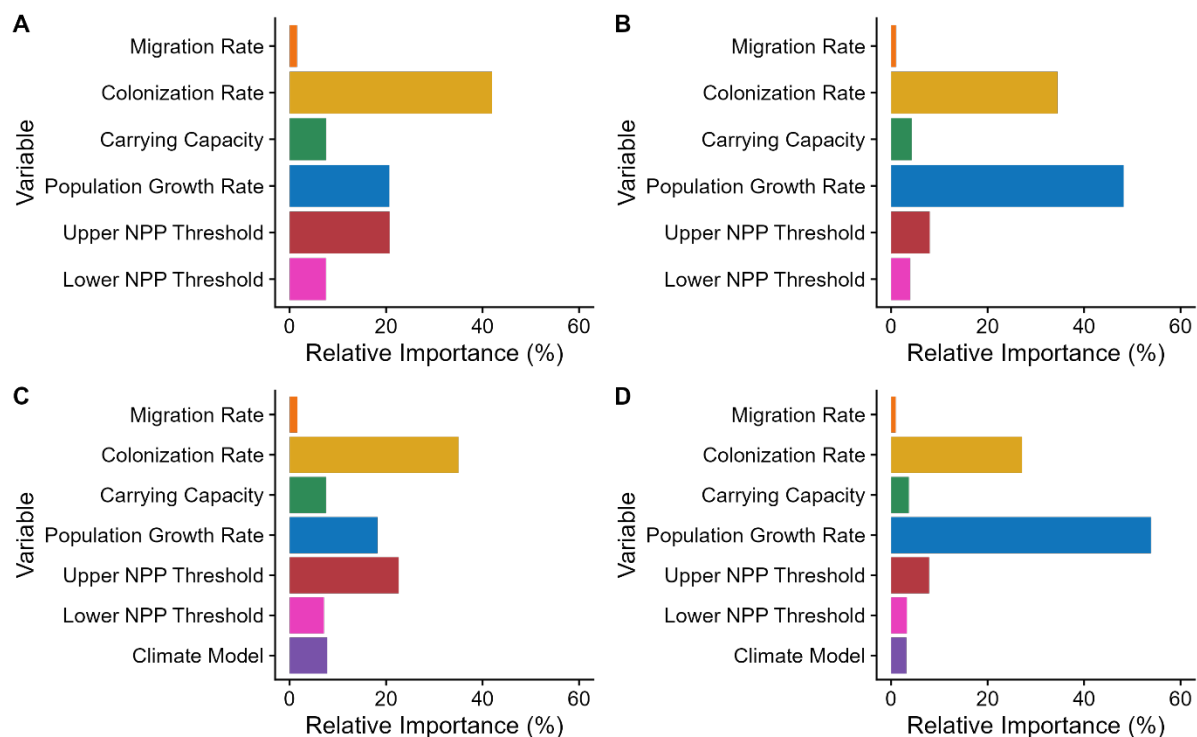 A
Variable
Migration Rate
Colonization Rate
Carrying Capacity
Population Growth Rate
Upper NPP Threshold
Lower NPP Threshold
0 20 40 60
Relative Importance (%)
B
Variable
Migration Rate
Colonization Rate
Carrying Capacity
Population Growth Rate
Upper NPP Threshold
Lower NPP Threshold
0 20 40 60
Relative Importance (%)
C
Variable
Migration Rate
Colonization Rate
Carrying Capacity
Population Growth Rate
Upper NPP Threshold
Lower NPP Threshold
Climate Model
0 20 40 60
Relative Importance (%)
D
Variable
Migration Rate
Colonization Rate
Carrying Capacity
Population Growth Rate
Upper NPP Threshold
Lower NPP Threshold
Climate Model
0 20 40 60
Relative Importance (%)